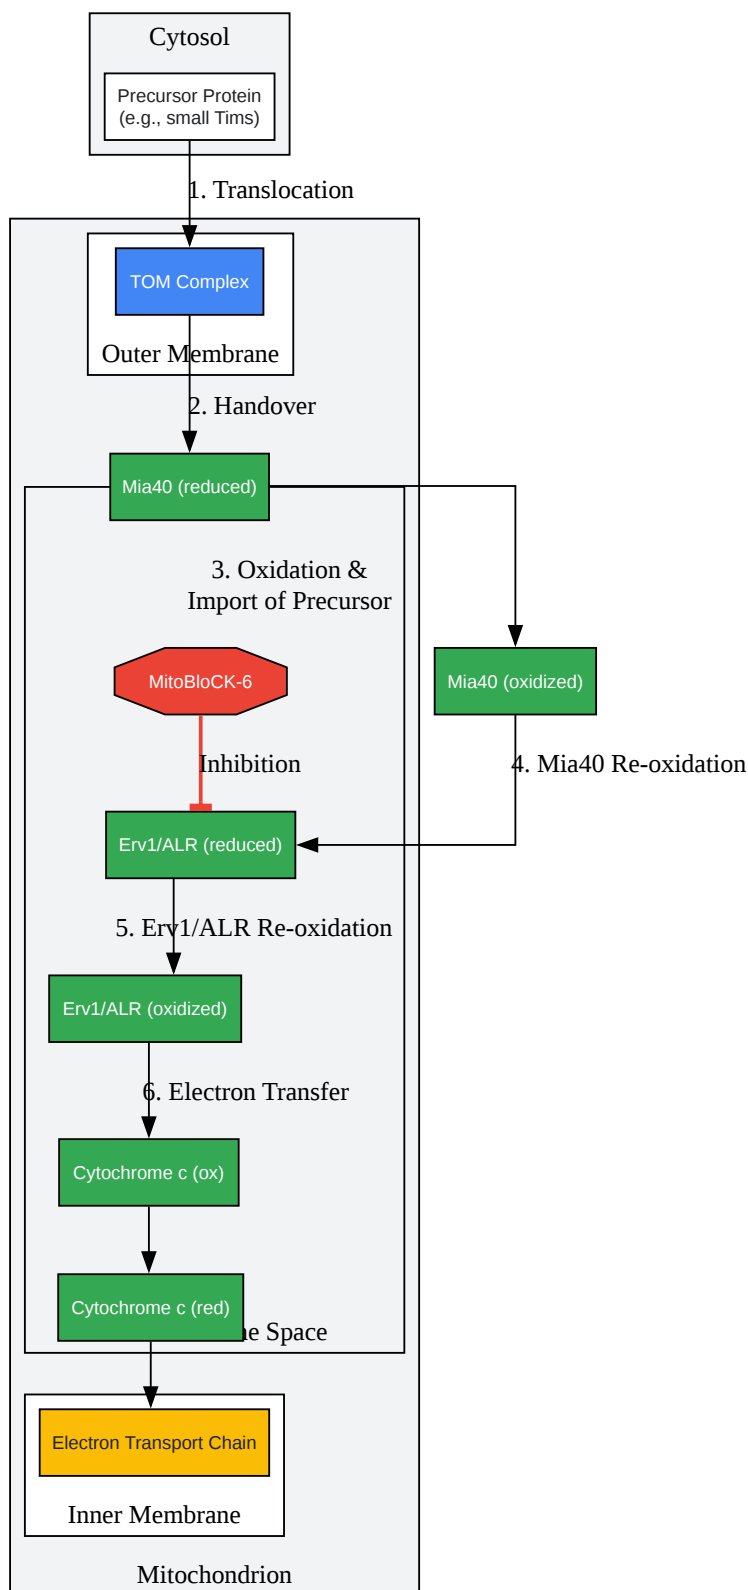 Cytosol
Precursor Protein
(e.g., small Tims)
1. Translocation
TOM Complex
Outer Membrane
2. Handover
Mia40 (reduced)
3. Oxidation &
Import of Precursor
MitoBloCK-6
Mia40 (oxidized)
Inhibition
4. Mia40 Re-oxidation
Erv1/ALR (reduced)
5. Erv1/ALR Re-oxidation
Erv1/ALR (oxidized)
6. Electron Transfer
Cytochrome c (ox)
Cytochrome c (red)
Space
Electron Transport Chain
Inner Membrane
Mitochondrion